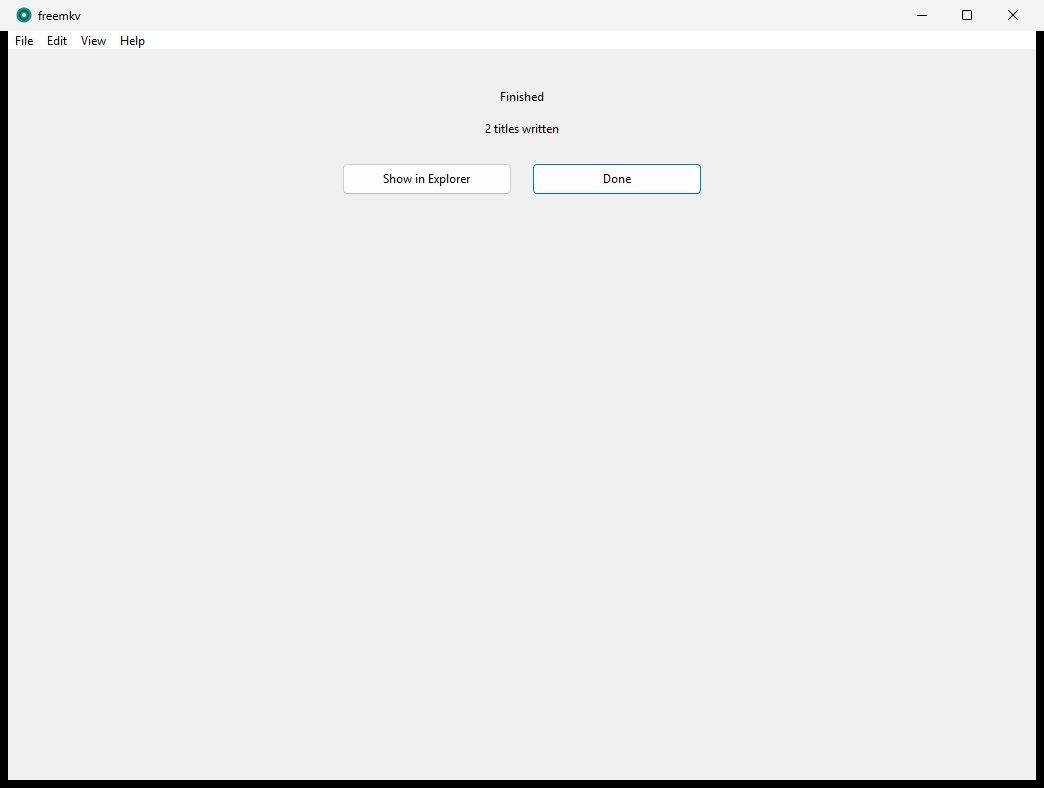 freemkv
File Edit View Help
Finished
2 titles written
Show in Explorer Done